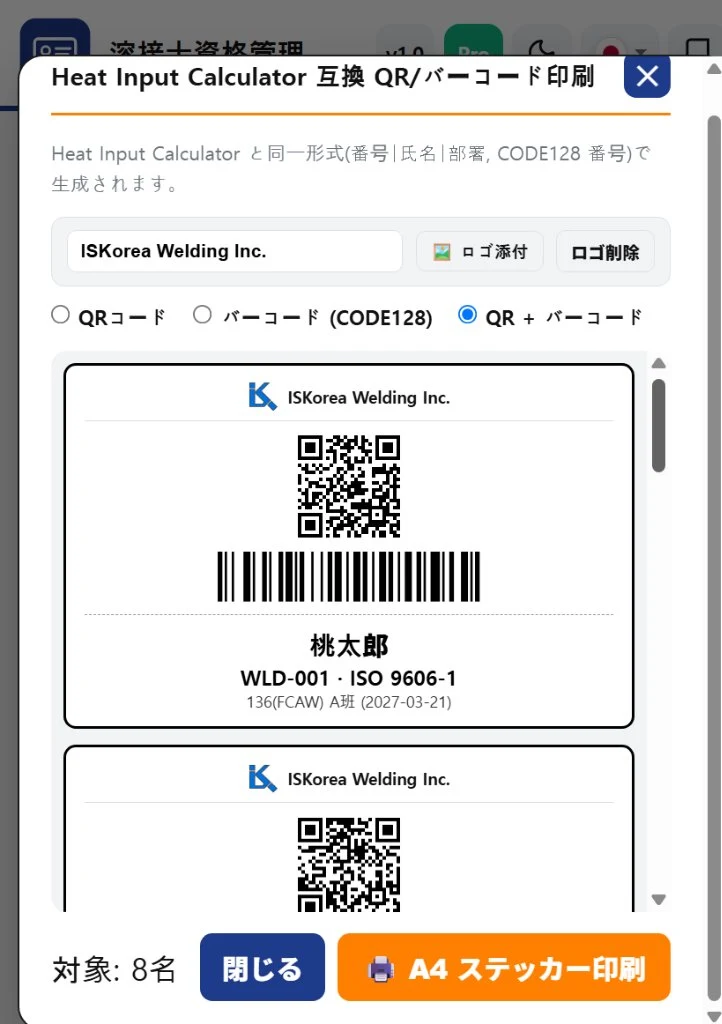 溶接士資格管理
v1.0
Pro
Heat Input Calculator 互換 QR/バーコード印刷
Heat Input Calculator と同一形式(番号|氏名|部署, CODE128 番号)で
生成されます。
ISKorea Welding Inc.
ロゴ添付
ロゴ削除
QRコード
バーコード (CODE128)
QR + バーコード
ISKorea Welding Inc.
桃太郎
WLD-001 · ISO 9606-1
136(FCAW) A班 (2027-03-21)
ISKorea Welding Inc.
対象: 8名
閉じる
A4 ステッカー印刷